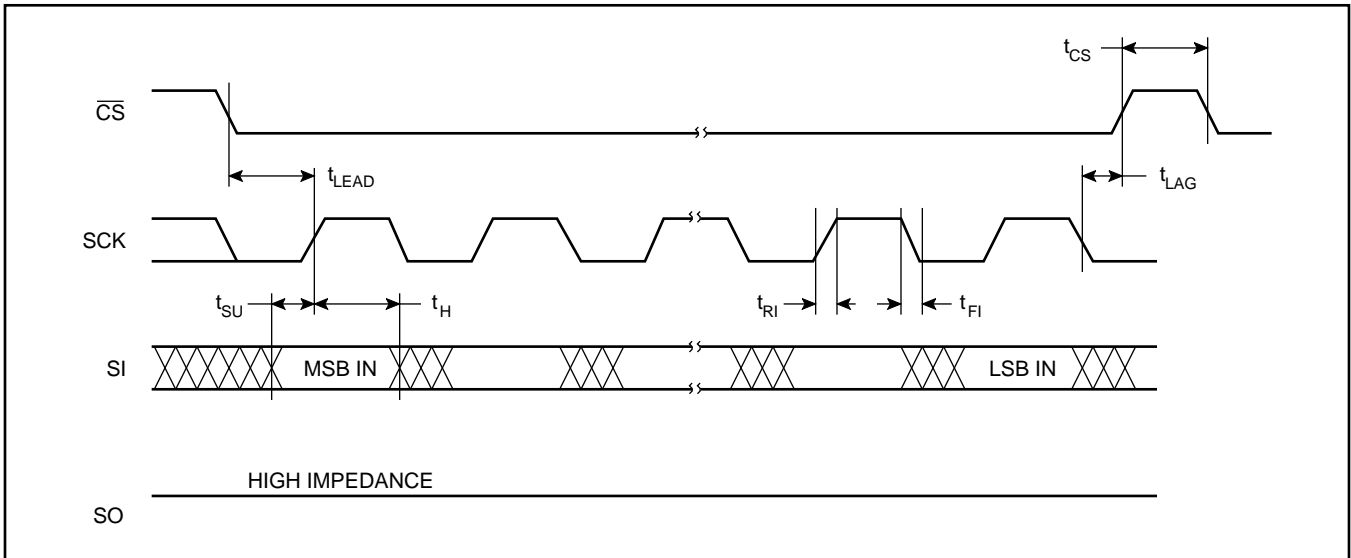 tCS
CS
tLEAD
tLAG
SCK
tSU
tH
tRI
tFI
SI
MSB IN
LSB IN
HIGH IMPEDANCE
SO